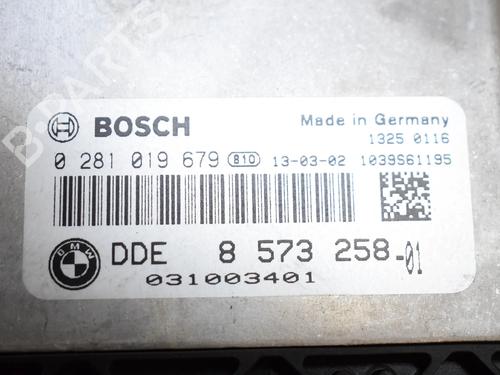 BOSCH
Made in Germany
1325 0116
0 281 019 679 B10 13-03-02 1039S61195
BMW
DDE 8 573 258-01
031003401
B-PARTS